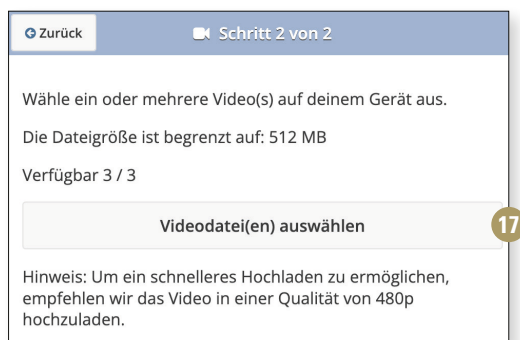 Zurück
Schritt 2 von 2
Wähle ein oder mehrere Video(s) auf deinem Gerät aus.
Die Dateigröße ist begrenzt auf: 512 MB
Verfügbar 3 / 3
Videodatei(en) auswählen
17
Hinweis: Um ein schnelleres Hochladen zu ermöglichen,
empfehlen wir das Video in einer Qualität von 480p
hochzuladen.